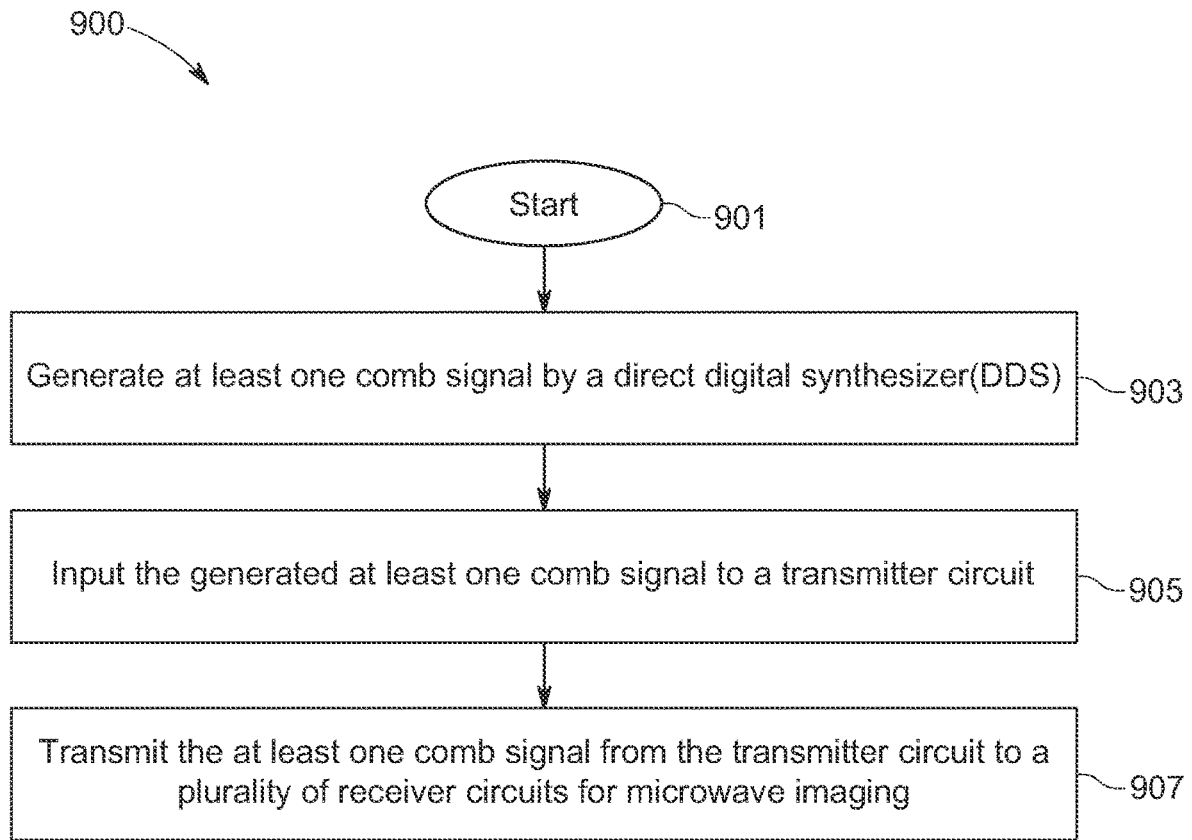 900
Start
901
Generate at least one comb signal by a direct digital synthesizer(DDS)
903
Input the generated at least one comb signal to a transmitter circuit
905
Transmit the at least one comb signal from the transmitter circuit to a
plurality of receiver circuits for microwave imaging
907